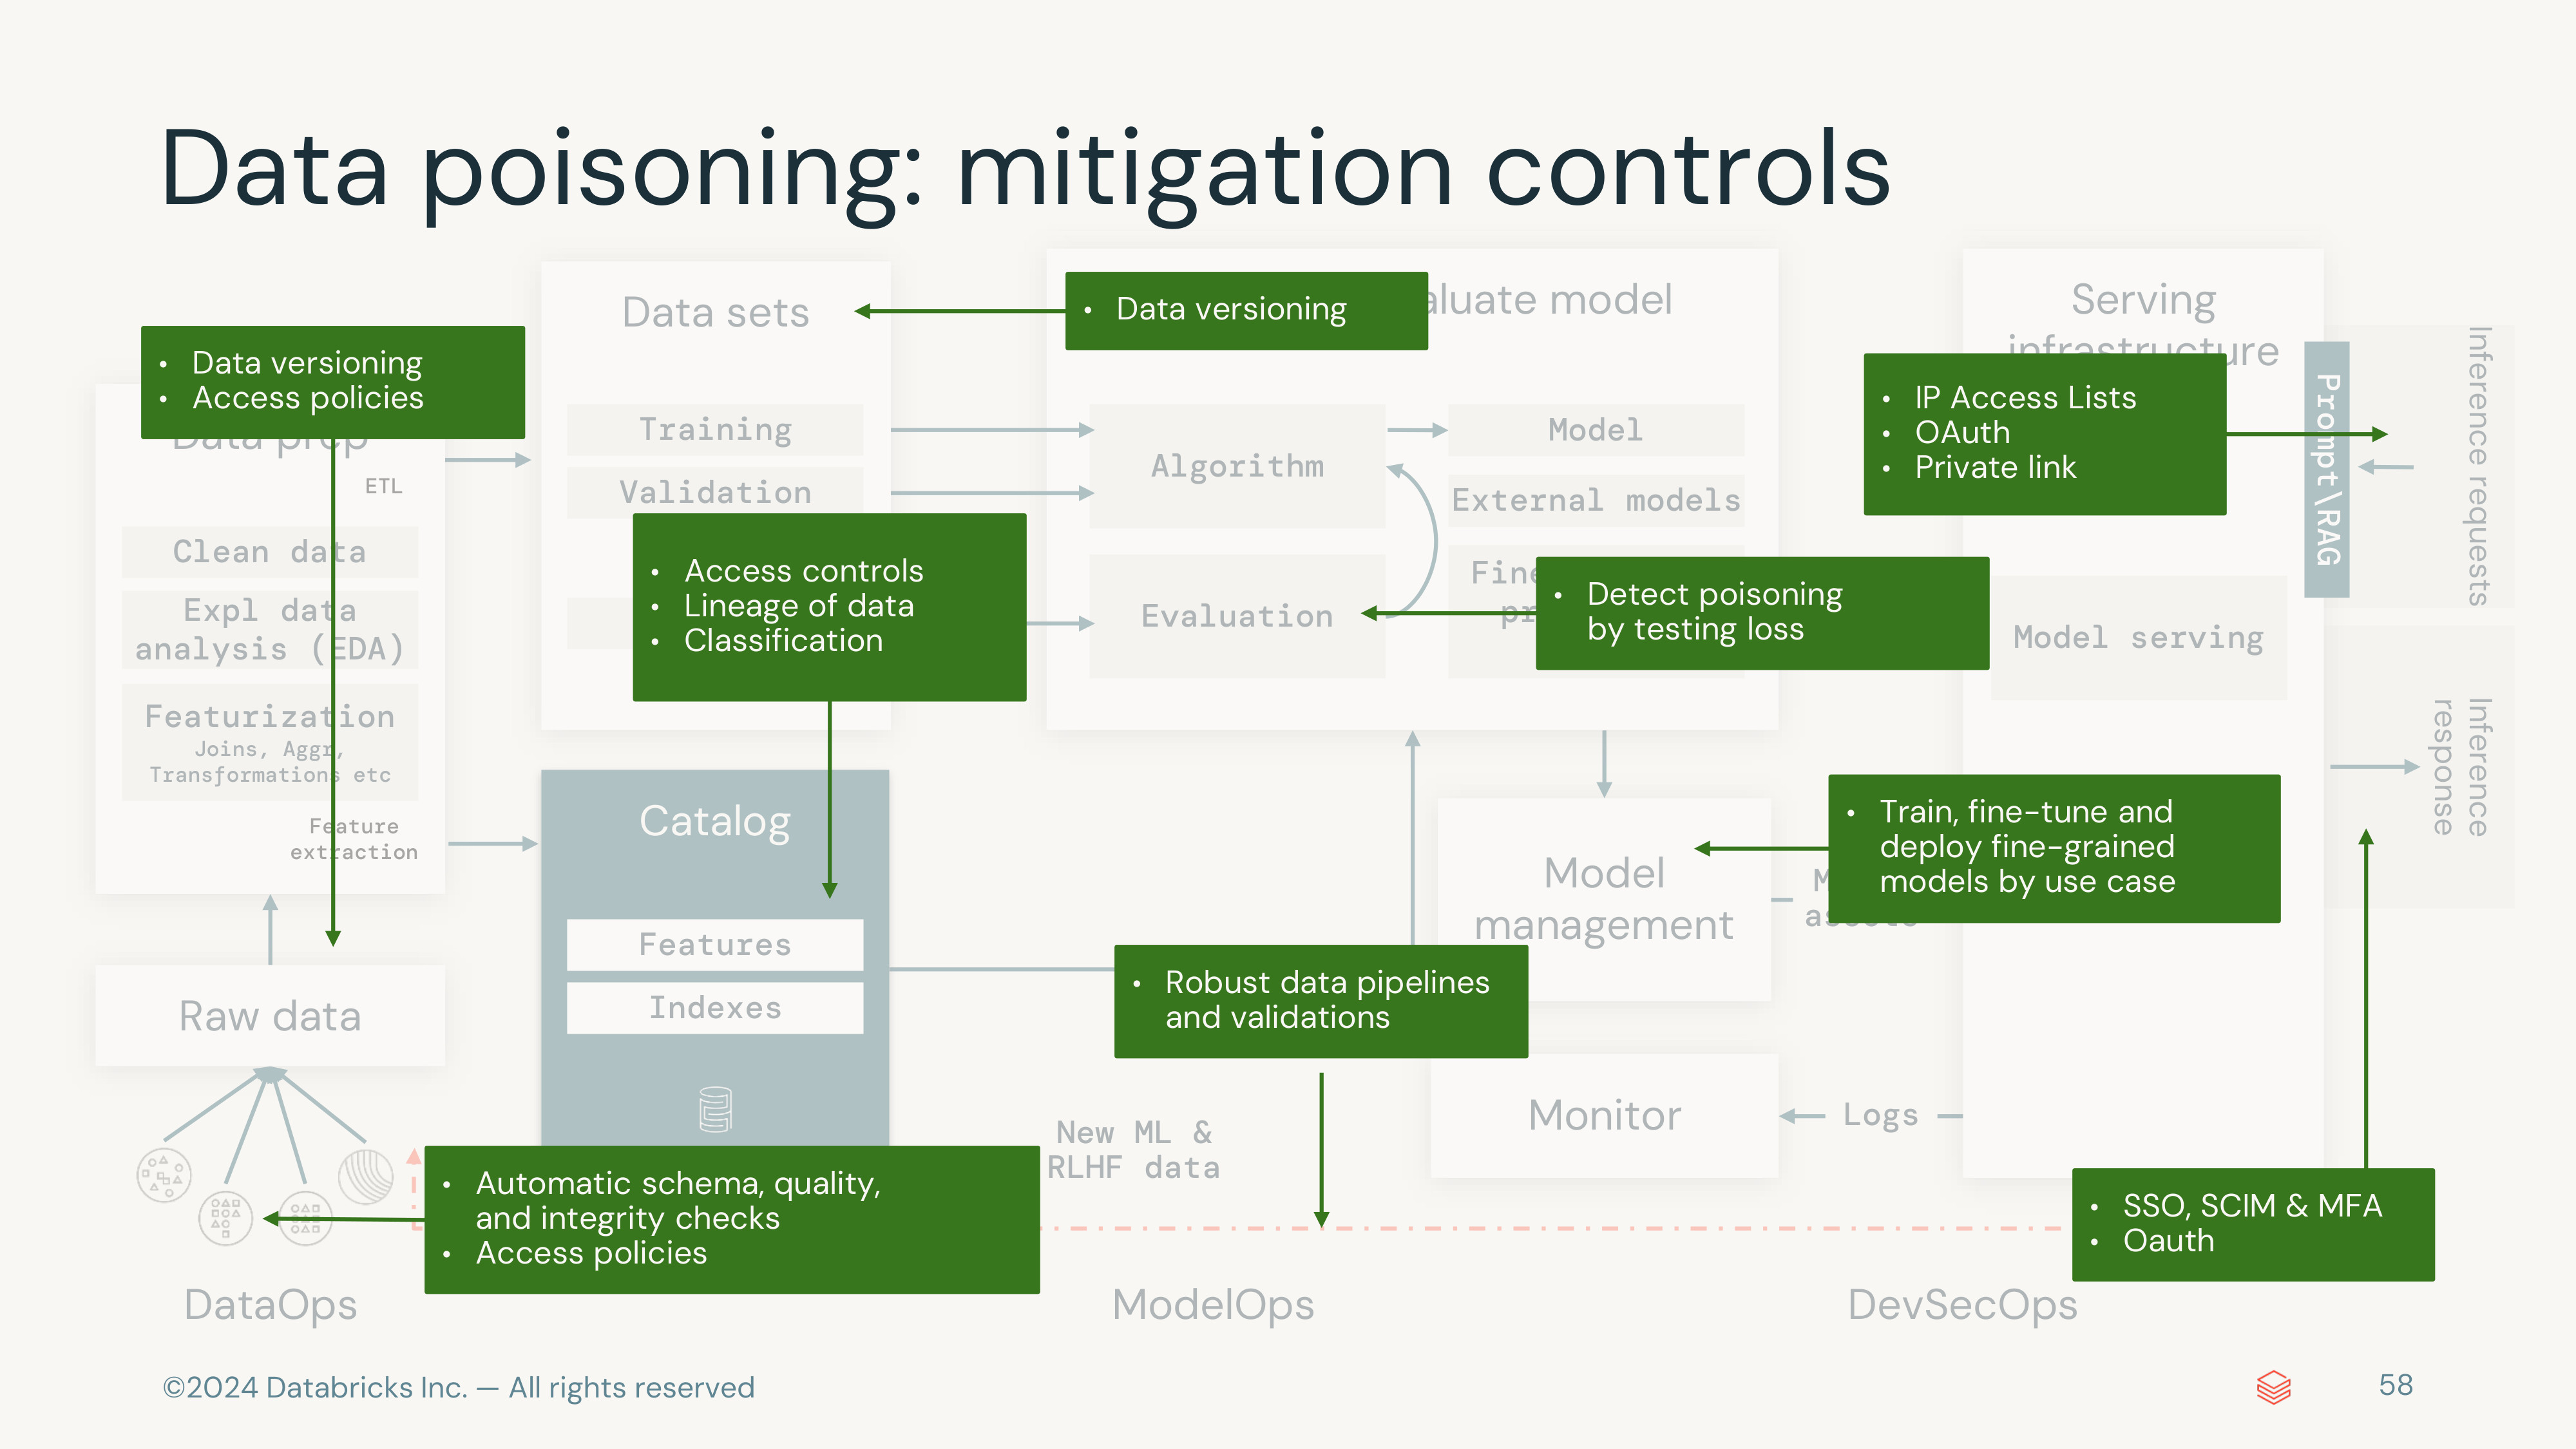 Data poisoning: mitigation controls
• Data versioning
• Access policies
Data prep
ETL
Clean data
Expl data
analysis (EDA)
Featurization
Joins, Aggr,
Transformations etc
Feature
extraction
Raw data
Data sets
Training
Validation
• Access controls
• Lineage of data
• Classification
Catalog
Features
Indexes
• Automatic schema, quality,
and integrity checks
• Access policies
• Data versioning
model
Algorithm
Evaluation
Model
External models
• Detect poisoning
by testing loss
Model
management
• Robust data pipelines
and validations
New ML &
RLHF data
Monitor
Logs
• Train, fine-tune and
deploy fine-grained
models by use case
Serving
infrastructure
• IP Access Lists
• OAuth
• Private link
Model serving
Prompt\RAG
Inference requests
Inference
response
• SSO, SCIM & MFA
• Oauth
DataOps
ModelOps
DevSecOps
©2024 Databricks Inc. — All rights reserved
58